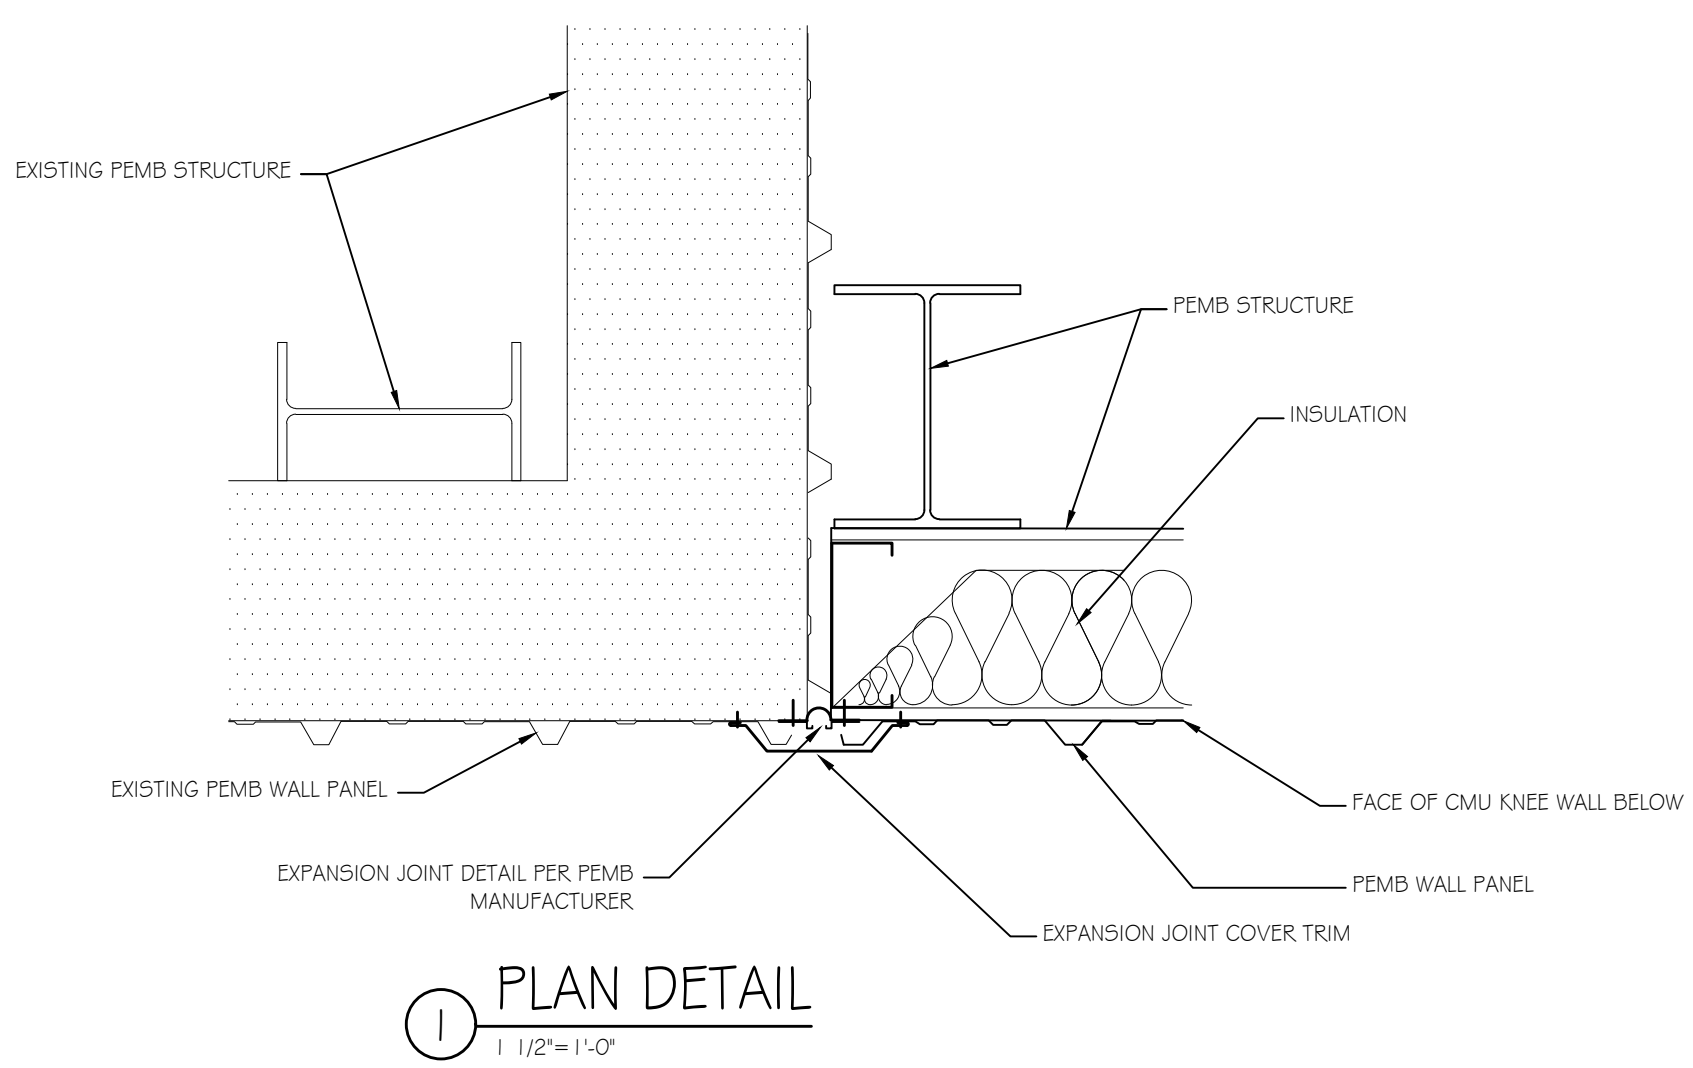 EXISTING PEMB STRUCTURE
PEMB STRUCTURE
INSULATION
EXISTING PEMB WALL PANEL
FACE OF CMU KNEE WALL BELOW
EXPANSION JOINT DETAIL PER PEMB
MANUFACTURER
PEMB WALL PANEL
EXPANSION JOINT COVER TRIM
PLAN DETAIL
1
1 1/2"=1'-0"